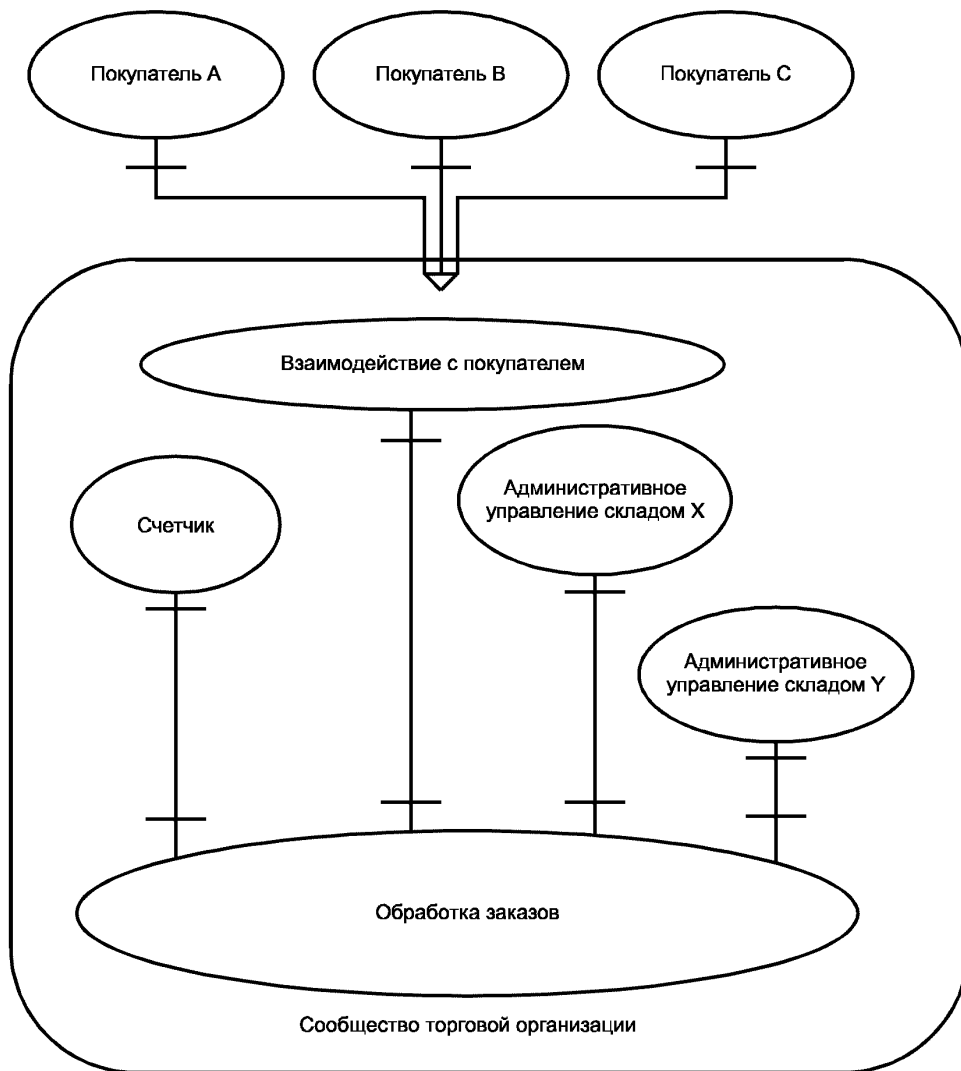 Покупатель A
Покупатель B
Покупатель C
Взаимодействие с покупателем
Административное
управление складом X
Счетчик
Административное
управление складом Y
Обработка заказов
Сообщество торговой организации